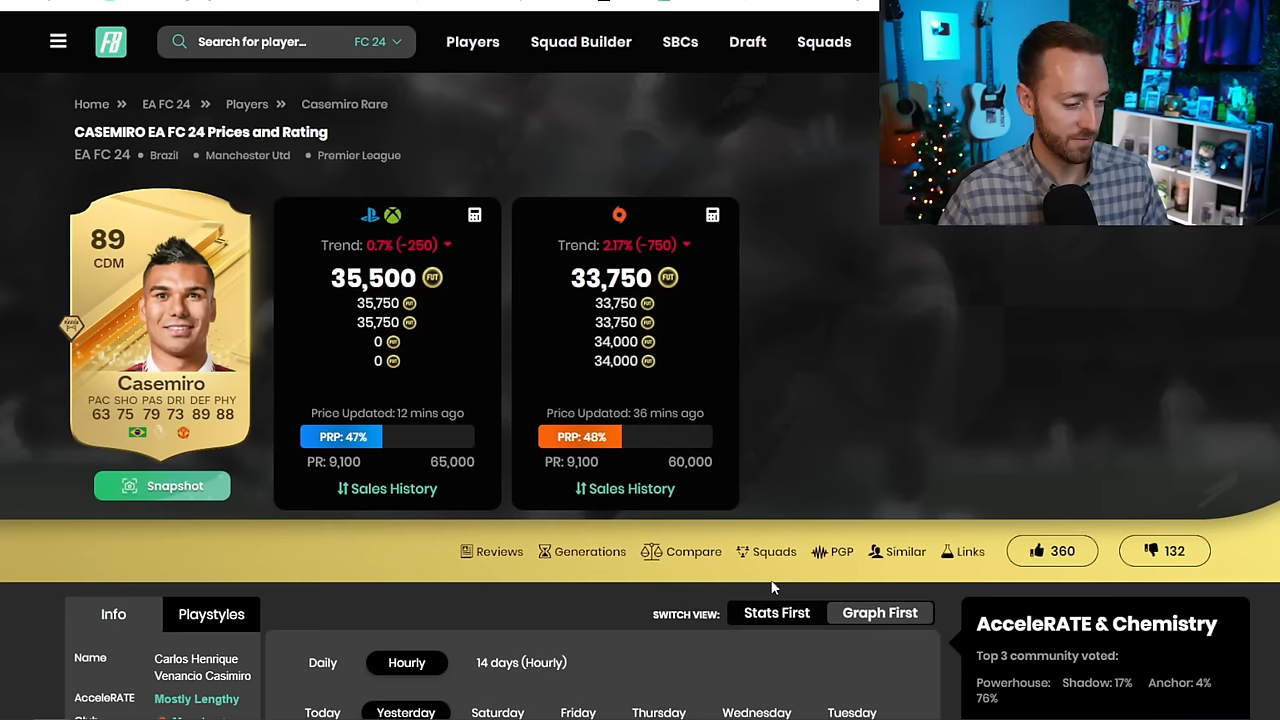 FB
Search for player... FC 24
Players
Squad Builder
SBCs
Draft
Squads
Home » EA FC 24 » Players » Casemiro Rare
CASEMIRO EA FC 24 Prices and Rating
EA FC 24 • Brazil • Manchester Utd • Premier League
89
CDM
Casemiro
PAC SHO PAS DRI DEF PHY
63 75 79 73 89 88
Snapshot
Trend: 0.7% (-250)
35,500 FUT
35,750
35,750
0
0
Price Updated: 12 mins ago
PRP: 47%
PR: 9,100 65,000
Sales History
Trend: 2.17% (-750)
33,750 FUT
33,750
33,750
34,000
34,000
Price Updated: 36 mins ago
PRP: 48%
PR: 9,100 60,000
Sales History
Reviews Generations Compare Squads PGP Similar Links 360 132
Info Playstyles
Name Carlos Henrique
Venancio Casimiro
AcceleRATE Mostly Lengthy
SWITCH VIEW: Stats First Graph First
Daily Hourly 14 days (Hourly)
Today Yesterday Saturday Friday Thursday Wednesday Tuesday
AcceleRATE & Chemistry
Top 3 community voted:
Powerhouse: Shadow: 17% Anchor: 4%
76%